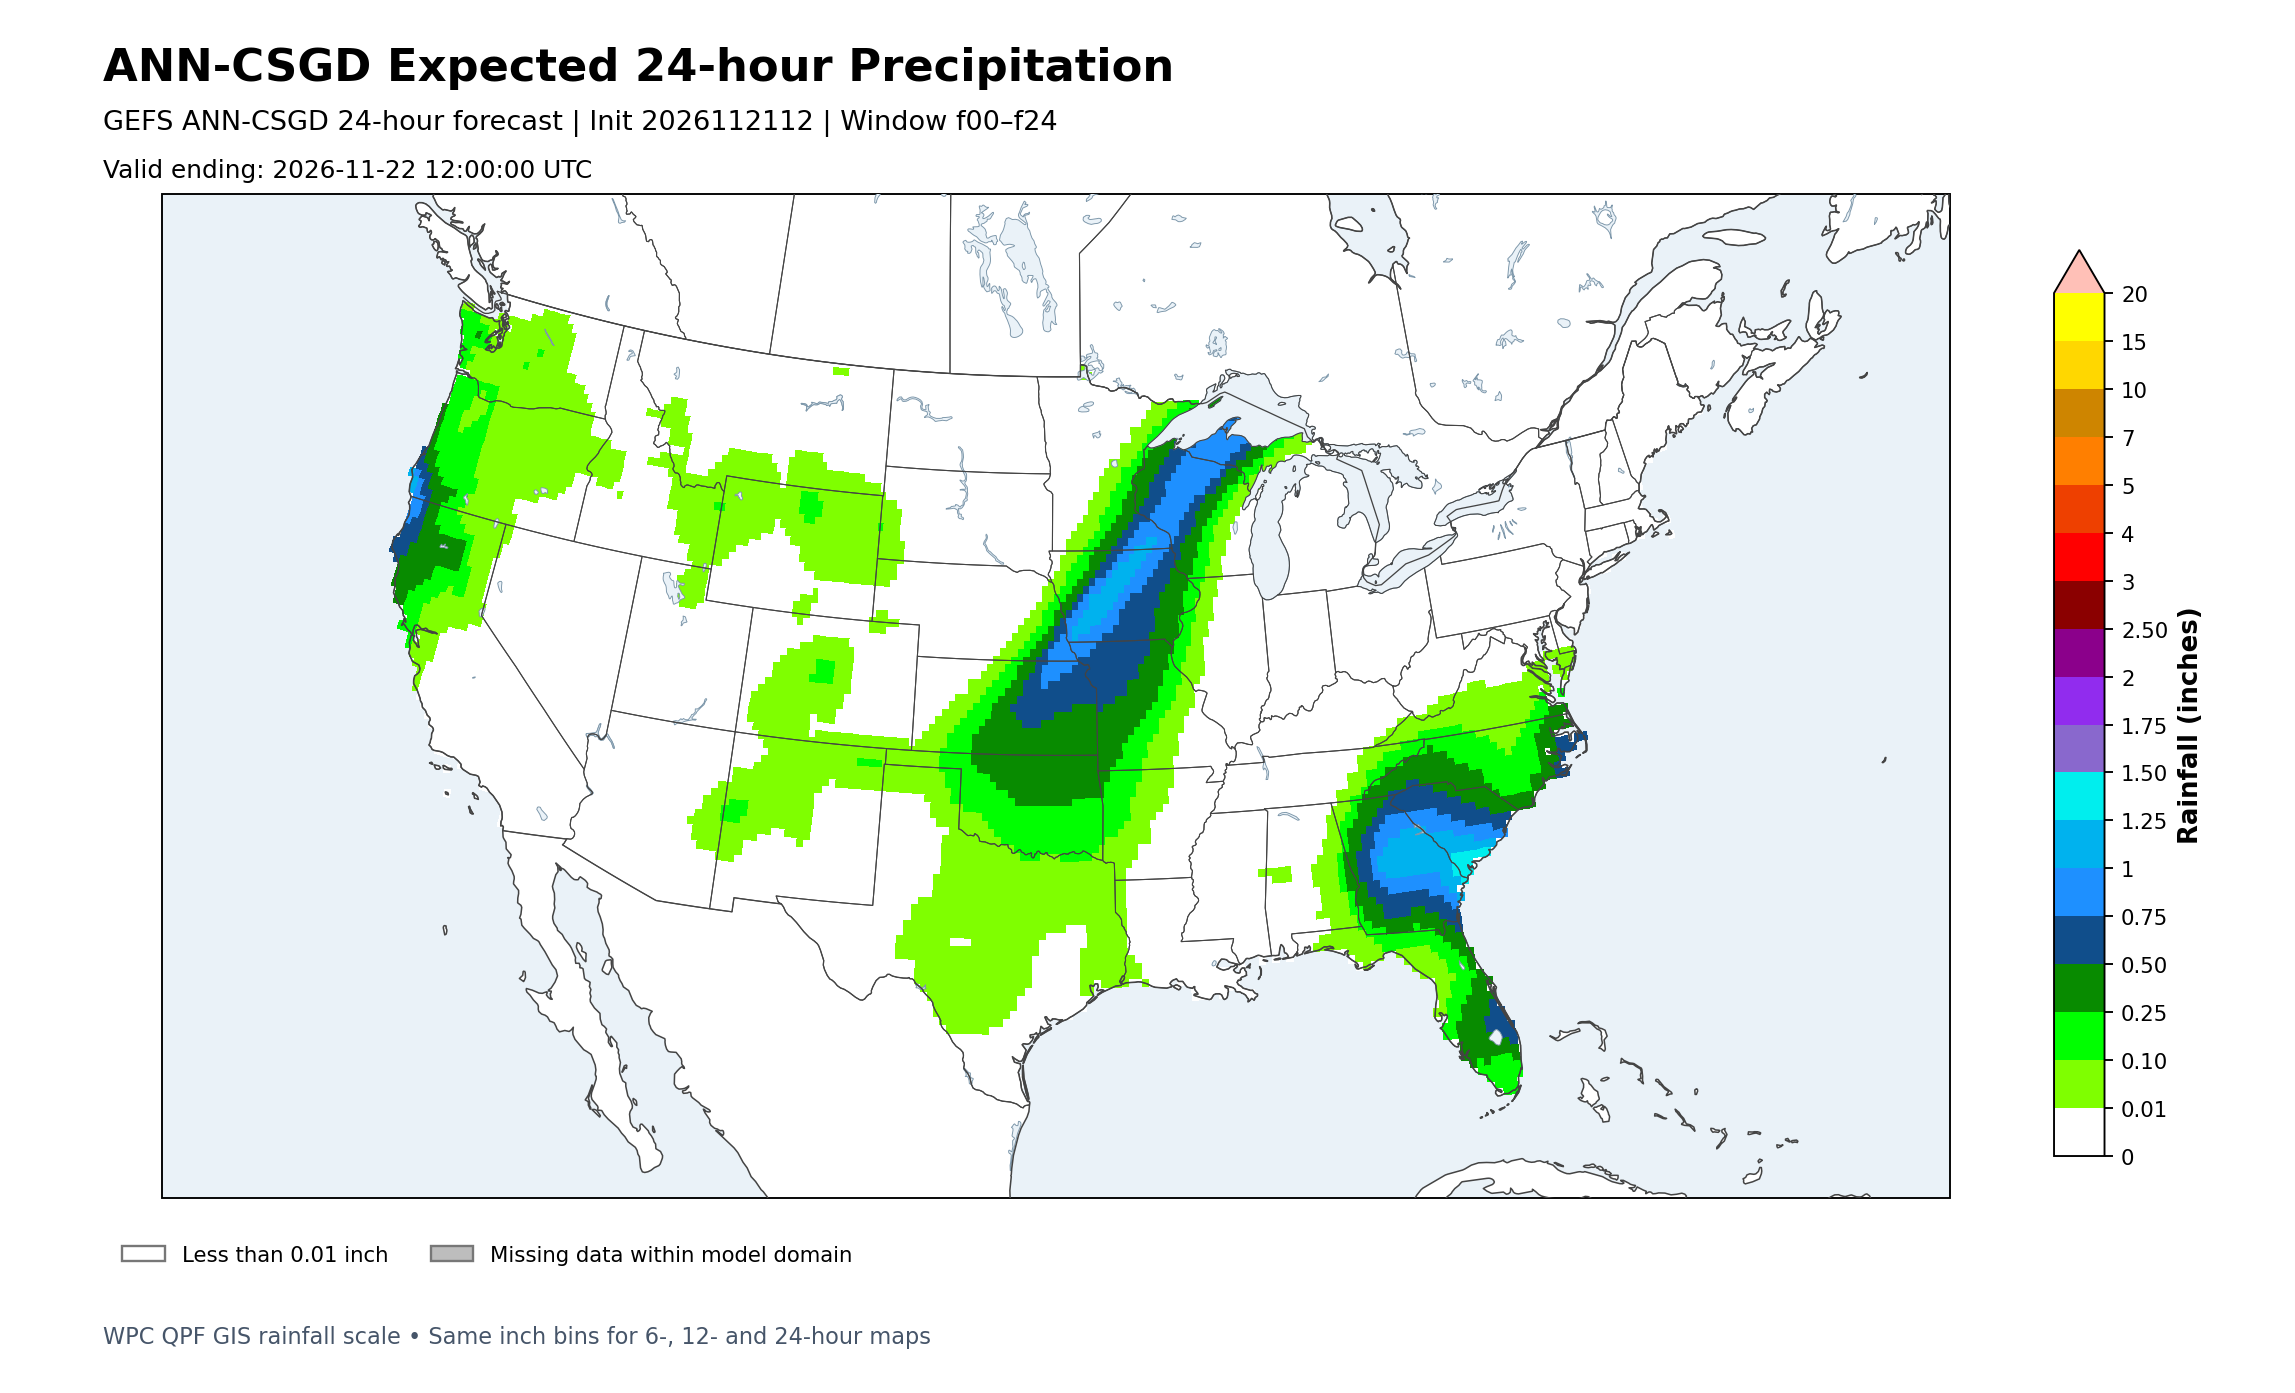 ANN-CSGD Expected 24-hour Precipitation
GEFS ANN-CSGD 24-hour forecast | Init 2026112112 | Window f00–f24
Valid ending: 2026-11-22 12:00:00 UTC
20
15
10
7
5
4
3
2.50
2
1.75
1.50
1.25
1
0.75
0.50
0.25
0.10
0.01
0
Rainfall (inches)
Less than 0.01 inch
Missing data within model domain
WPC QPF GIS rainfall scale • Same inch bins for 6-, 12- and 24-hour maps